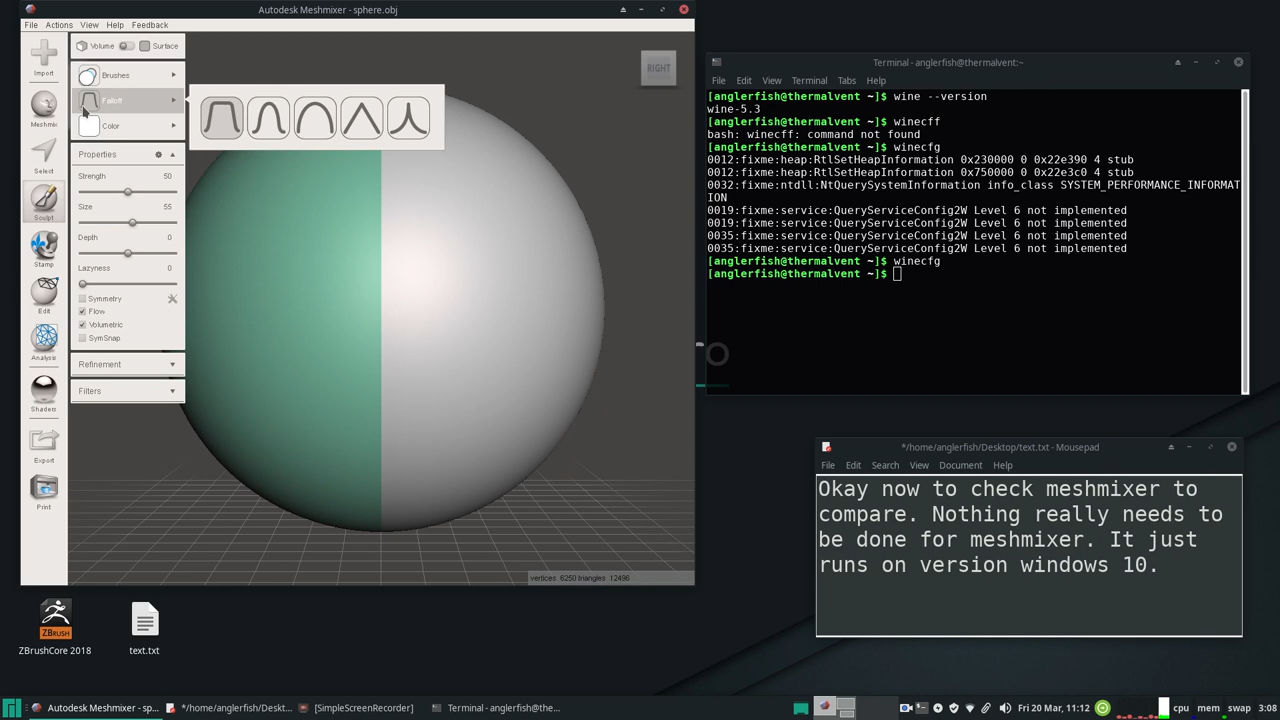 Autodesk Meshmixer - sphere.obj
File Actions View Help Feedback
Import
Meshmix
Select
Sculpt
Stamp
Edit
Analysis
Shaders
Export
Print
Volume Surface
Brushes
Falloff
Color
Properties
Strength 50
Size 55
Depth 0
Lazyness 0
Symmetry
Flow
Volumetric
SymSnap
Refinement
Filters
RIGHT
vertices 6250 triangles 12496
Terminal - anglerfish@thermalvent:~
File Edit View Terminal Tabs Help
[anglerfish@thermalvent ~]$ wine --version
wine-5.3
[anglerfish@thermalvent ~]$ winecff
bash: winecff: command not found
[anglerfish@thermalvent ~]$ winecfg
0012:fixme:heap:RtlSetHeapInformation 0x230000 0 0x22e390 4 stub
0012:fixme:heap:RtlSetHeapInformation 0x750000 0 0x22e3c0 4 stub
0032:fixme:ntdll:NtQuerySystemInformation info_class SYSTEM_PERFORMANCE_INFORMAT
ION
0019:fixme:service:QueryServiceConfig2W Level 6 not implemented
0019:fixme:service:QueryServiceConfig2W Level 6 not implemented
0035:fixme:service:QueryServiceConfig2W Level 6 not implemented
0035:fixme:service:QueryServiceConfig2W Level 6 not implemented
[anglerfish@thermalvent ~]$ winecfg
[anglerfish@thermalvent ~]$
*/home/anglerfish/Desktop/text.txt - Mousepad
File Edit Search View Document Help
Okay now to check meshmixer to
compare. Nothing really needs to
be done for meshmixer. It just
runs on version windows 10.
ZBRUSH
ZBrushCore 2018
text.txt
Autodesk Meshmixer - sp... */home/anglerfish/Deskt... [SimpleScreenRecorder] Terminal - anglerfish@the... Fri 20 Mar, 11:12 cpu mem swap 3:08